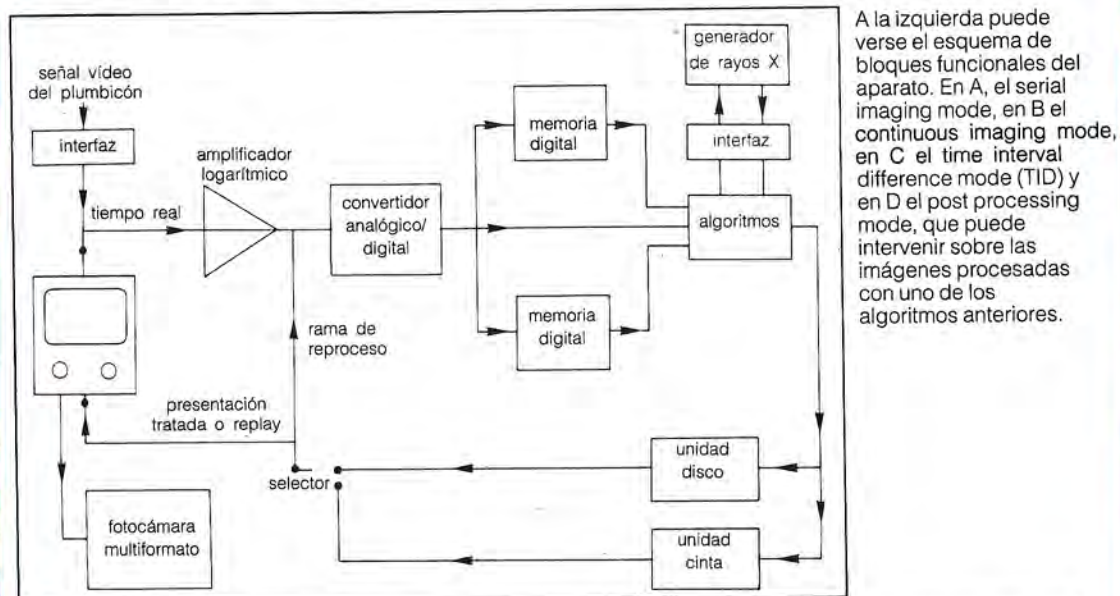 señal vídeo
del plumbicón
interfaz
tiempo real
amplificador
logarítmico
convertidor
analógico/
digital
memoria
digital
memoria
digital
generador
de rayos X
interfaz
algoritmos
rama de
reproceso
presentación
tratada o replay
selector
unidad
disco
unidad
cinta
fotocámara
multiformato
A la izquierda puede
verse el esquema de
bloques funcionales del
aparato. En A, el serial
imaging mode, en B el
continuous imaging mode,
en C el time interval
difference mode (TID) y
en D el post processing
mode, que puede
intervenir sobre las
imágenes procesadas
con uno de los
algoritmos anteriores.